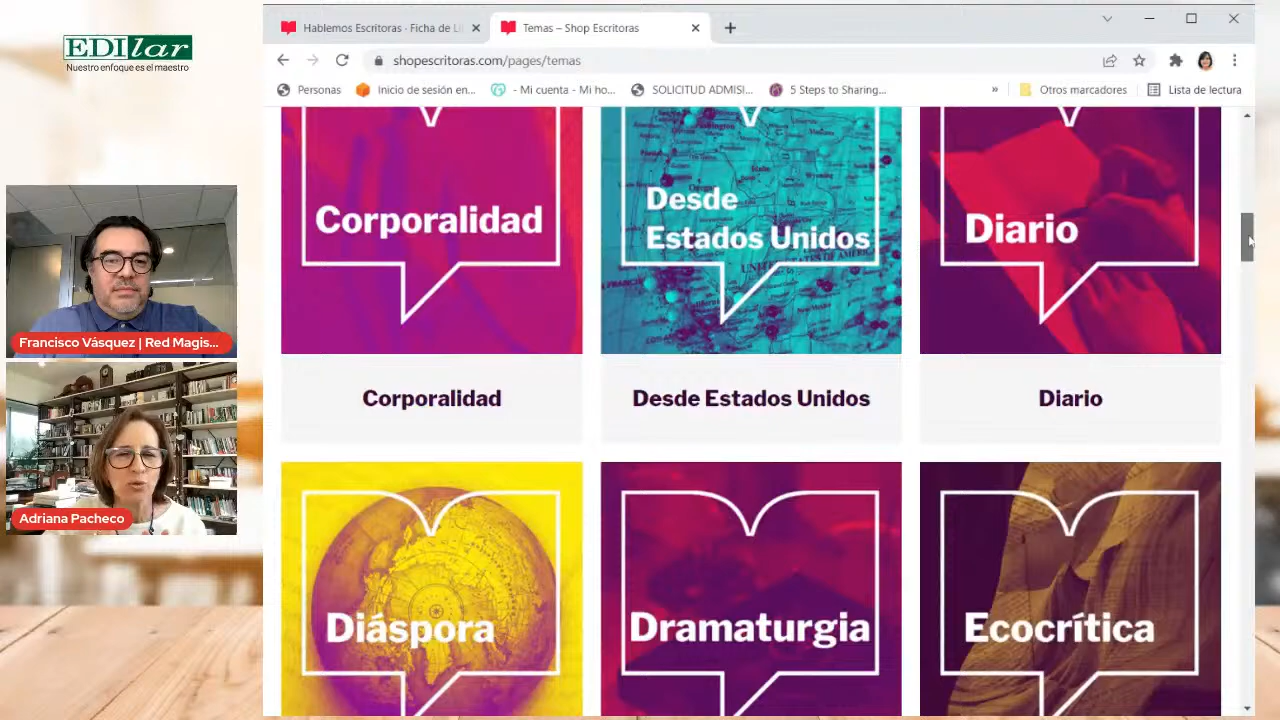 EDILar
Nuestro enfoque es el maestro
Francisco Vásquez | Red Magis...
Adriana Pacheco
Hablemos Escritoras - Ficha de Li
Temas – Shop Escritoras
shopescritoras.com/pages/temas
Personas
Inicio de sesión en...
- Mi cuenta - Mi ho...
SOLICITUD ADMISI...
5 Steps to Sharing...
»
Otros marcadores
Lista de lectura
Corporalidad
Desde
Estados Unidos
Diario
Corporalidad
Desde Estados Unidos
Diario
Diáspora
Dramaturgia
Ecocrítica